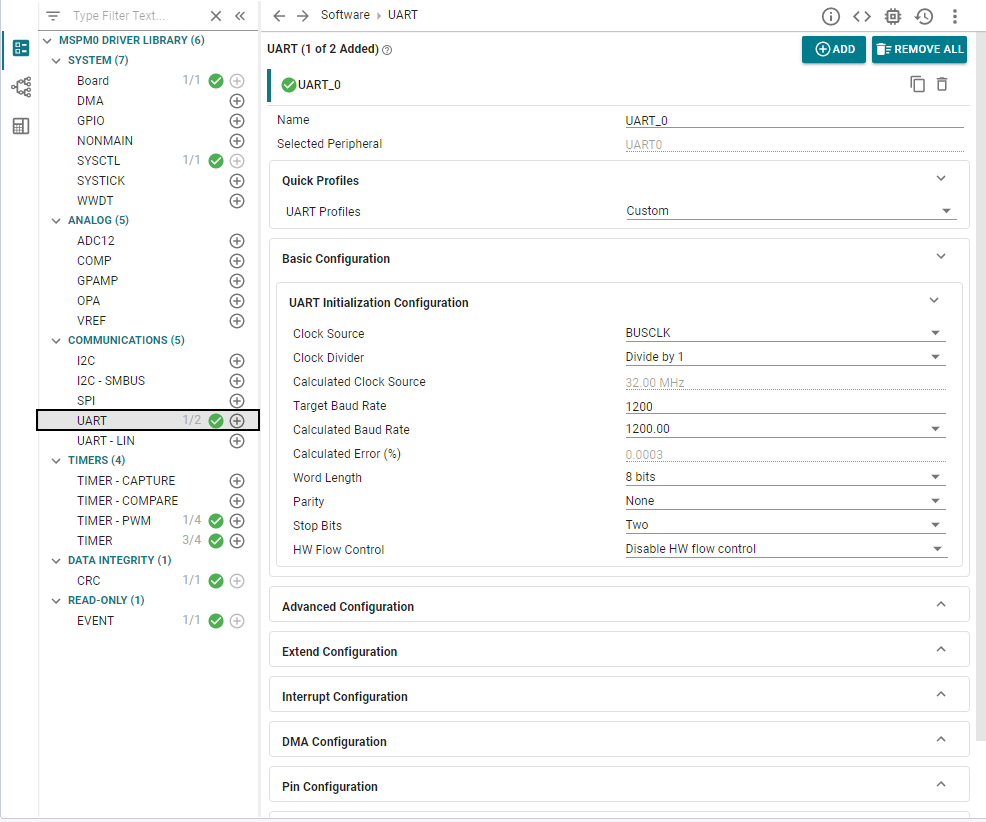 Type Filter Text...
MSPM0 DRIVER LIBRARY (6)
SYSTEM (7)
Board 1/1
DMA
GPIO
NONMAIN
SYSCTL 1/1
SYSTICK
WWDT
ANALOG (5)
ADC12
COMP
GPAMP
OPA
VREF
COMMUNICATIONS (5)
I2C
I2C - SMBUS
SPI
UART 1/2
UART - LIN
TIMERS (4)
TIMER - CAPTURE
TIMER - COMPARE
TIMER - PWM 1/4
TIMER 3/4
DATA INTEGRITY (1)
CRC 1/1
READ-ONLY (1)
EVENT 1/1
Software › UART
UART (1 of 2 Added)
ADD
REMOVE ALL
UART_0
Name UART_0
Selected Peripheral UART0
Quick Profiles
UART Profiles Custom
Basic Configuration
UART Initialization Configuration
Clock Source BUSCLK
Clock Divider Divide by 1
Calculated Clock Source 32.00 MHz
Target Baud Rate 1200
Calculated Baud Rate 1200.00
Calculated Error (%) 0.0003
Word Length 8 bits
Parity None
Stop Bits Two
HW Flow Control Disable HW flow control
Advanced Configuration
Extend Configuration
Interrupt Configuration
DMA Configuration
Pin Configuration